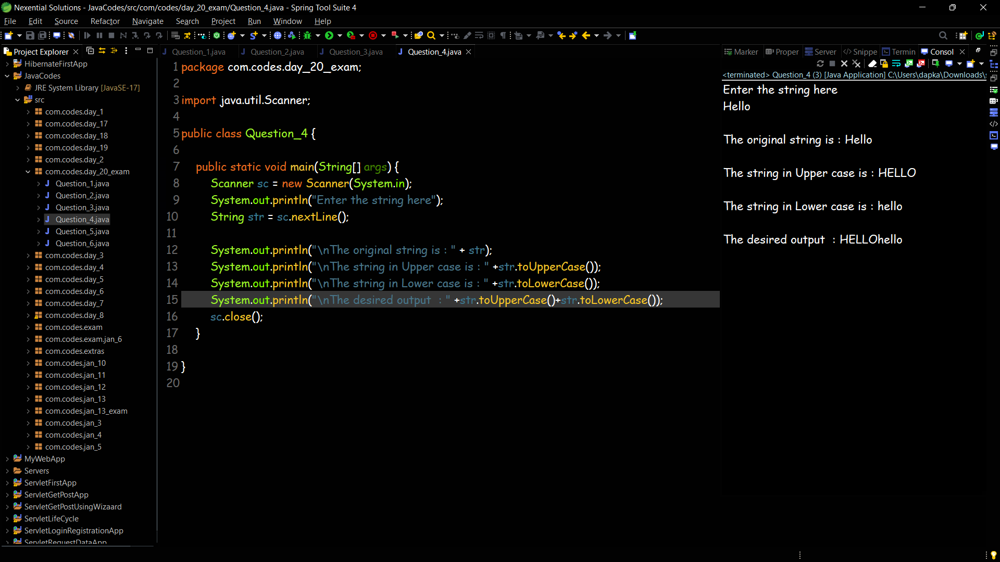 Nexential Solutions - JavaCodes/src/com/codes/day_20_exam/Question_4.java - Spring Tool Suite 4
File Edit Source Refactor Navigate Search Project Run Window Help
Project Explorer
HibernateFirstApp
JavaCodes
JRE System Library [JavaSE-17]
src
com.codes.day_1
com.codes.day_17
com.codes.day_18
com.codes.day_19
com.codes.day_2
com.codes.day_20_exam
Question_1.java
Question_2.java
Question_3.java
Question_4.java
Question_5.java
Question_6.java
com.codes.day_3
com.codes.day_4
com.codes.day_5
com.codes.day_6
com.codes.day_7
com.codes.day_8
com.codes.exam
com.codes.exam.jan_6
com.codes.extras
com.codes.jan_10
com.codes.jan_11
com.codes.jan_12
com.codes.jan_13
com.codes.jan_13_exam
com.codes.jan_3
com.codes.jan_4
com.codes.jan_5
MyWebApp
Servers
ServletFirstApp
ServletGetPostApp
ServletGetPostUsingWizaard
ServletLifeCycle
ServletLoginRegistrationApp
ServletRequestDataApp
Question_1.java Question_2.java Question_3.java Question_4.java
1 package com.codes.day_20_exam;
2
3 import java.util.Scanner;
4
5 public class Question_4 {
6
7 public static void main(String[] args) {
8 Scanner sc = new Scanner(System.in);
9 System.out.println("Enter the string here");
10 String str = sc.nextLine();
11
12 System.out.println("\nThe original string is : " + str);
13 System.out.println("\nThe string in Upper case is : " +str.toUpperCase());
14 System.out.println("\nThe string in Lower case is : " +str.toLowerCase());
15 System.out.println("\nThe desired output  : " +str.toUpperCase()+str.toLowerCase());
16 sc.close();
17 }
18
19 }
20
Marker Proper Server Snippe Termin Consol
<terminated> Question_4 (3) [Java Application] C:\Users\dapka\Downloads\
Enter the string here
Hello
The original string is : Hello
The string in Upper case is : HELLO
The string in Lower case is : hello
The desired output  : HELLOhello